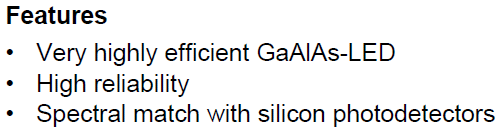 Features
• Very highly efficient GaAlAs-LED
• High reliability
• Spectral match with silicon photodetectors